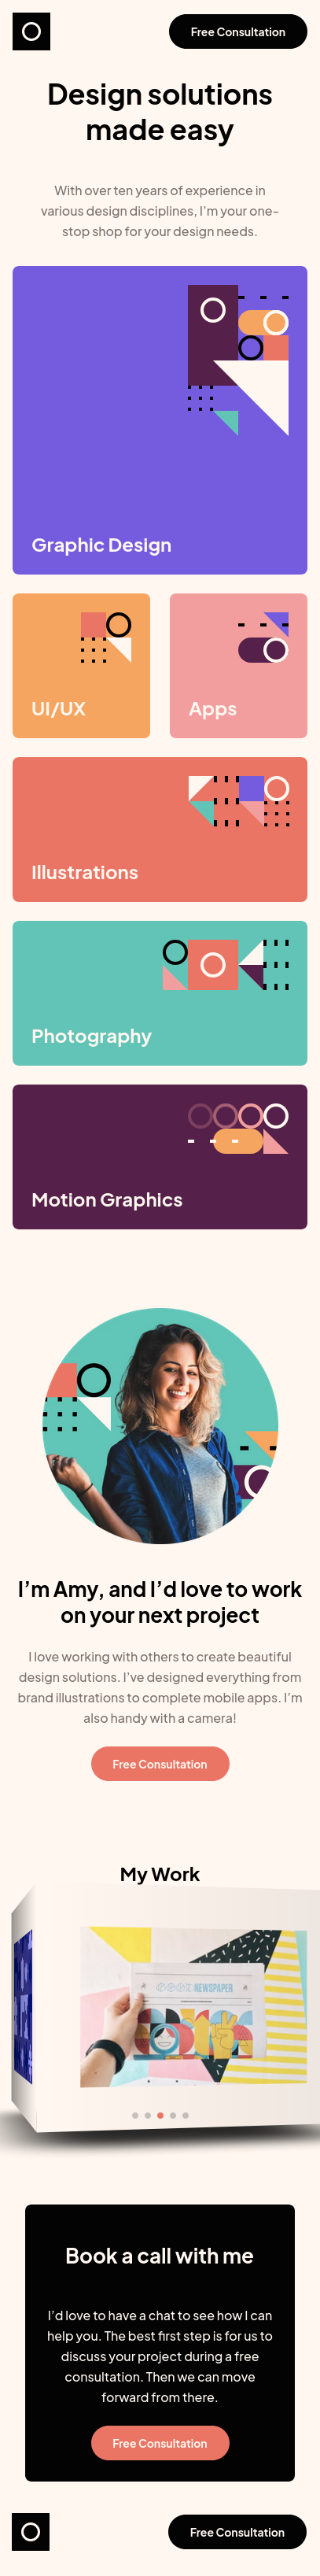 Free Consultation
Design solutions
made easy
With over ten years of experience in
various design disciplines, I'm your one-
stop shop for your design needs.
Graphic Design
UI/UX
Apps
Illustrations
Photography
Motion Graphics
I'm Amy, and I'd love to work
on your next project
I love working with others to create beautiful
design solutions. I've designed everything from
brand illustrations to complete mobile apps. I'm
also handy with a camera!
Free Consultation
My Work
NEWSPAPER
Book a call with me
I'd love to have a chat to see how I can
help you. The best first step is for us to
discuss your project during a free
consultation. Then we can move
forward from there.
Free Consultation
Free Consultation